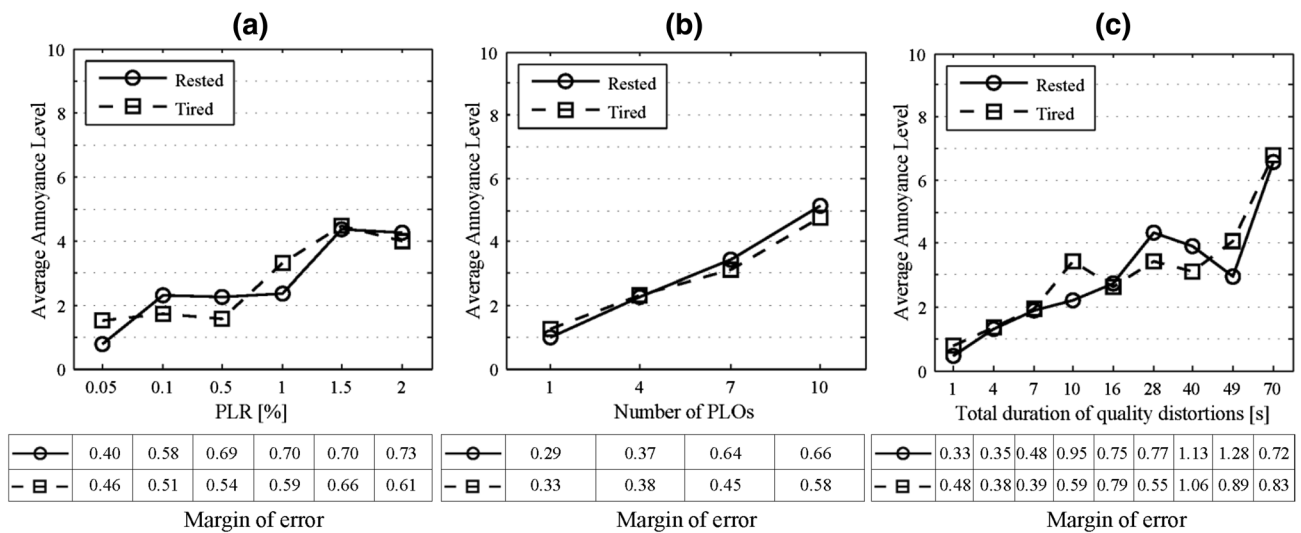 (a)
10
8
6
4
2
0
Average Annoyance Level
Rested
Tired
0.05 0.1 0.5 1 1.5 2
PLR [%]
0.40 0.58 0.69 0.70 0.70 0.73
0.46 0.51 0.54 0.59 0.66 0.61
Margin of error
(b)
10
8
6
4
2
0
Average Annoyance Level
Rested
Tired
1 4 7 10
Number of PLOs
0.29 0.37 0.64 0.66
0.33 0.38 0.45 0.58
Margin of error
(c)
10
8
6
4
2
0
Average Annoyance Level
Rested
Tired
1 4 7 10 16 28 40 49 70
Total duration of quality distortions [s]
0.33 0.35 0.48 0.95 0.75 0.77 1.13 1.28 0.72
0.48 0.38 0.39 0.59 0.79 0.55 1.06 0.89 0.83
Margin of error